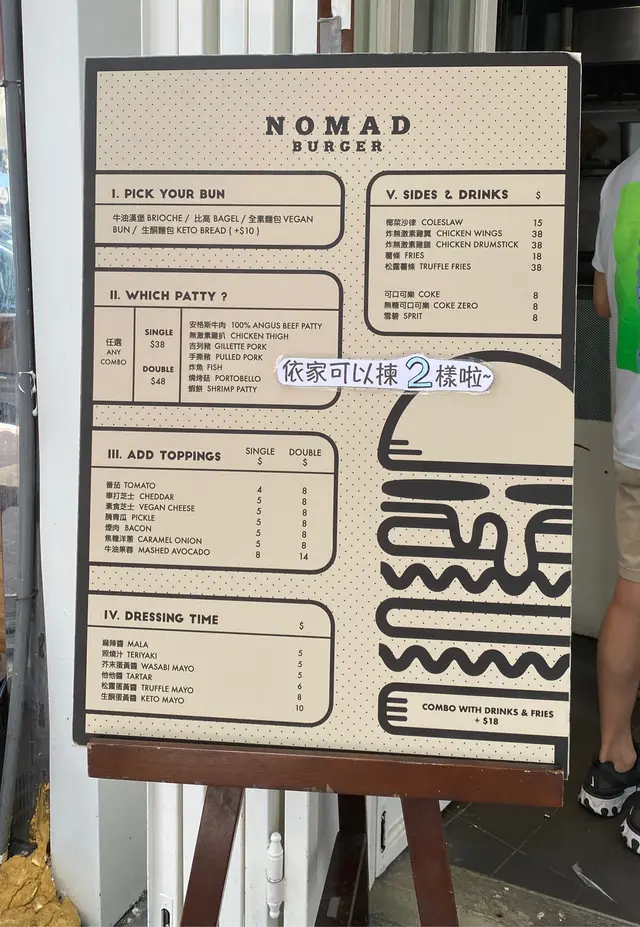 NOMAD
BURGER
I. PICK YOUR BUN
牛油漢堡 BRIOCHE / 比高 BAGEL / 全素麵包 VEGAN
BUN / 生酮麵包 KETO BREAD ( +$10 )
II. WHICH PATTY ?
任選
ANY
COMBO
SINGLE
$38
DOUBLE
$48
安格斯牛肉 100% ANGUS BEEF PATTY
無激素雞扒 CHICKEN THIGH
吉列豬 GILLETTE PORK
手撕豬 PULLED PORK
炸魚 FISH
燒烤菇 PORTOBELLO
蝦餅 SHRIMP PATTY
依家可以揀2樣啦~
III. ADD TOPPINGS SINGLE $ DOUBLE $
番茄 TOMATO 4 8
車打芝士 CHEDDAR 5 8
素食芝士 VEGAN CHEESE 5 8
醃青瓜 PICKLE 5 8
煙肉 BACON 5 8
焦糖洋蔥 CARAMEL ONION 5 8
牛油果蓉 MASHED AVOCADO 8 14
IV. DRESSING TIME $
麻辣醬 MALA 5
照燒汁 TERIYAKI 5
芥末蛋黃醬 WASABI MAYO 5
他他醬 TARTAR 6
松露蛋黃醬 TRUFFLE MAYO 8
生酮蛋黃醬 KETO MAYO 10
V. SIDES & DRINKS $
椰菜沙律 COLESLAW 15
炸無激素雞翼 CHICKEN WINGS 38
炸無激素雞鎚 CHICKEN DRUMSTICK 38
薯條 FRIES 18
松露薯條 TRUFFLE FRIES 38
可口可樂 COKE 8
無糖可口可樂 COKE ZERO 8
雪碧 SPRIT 8
COMBO WITH DRINKS & FRIES
+ $18